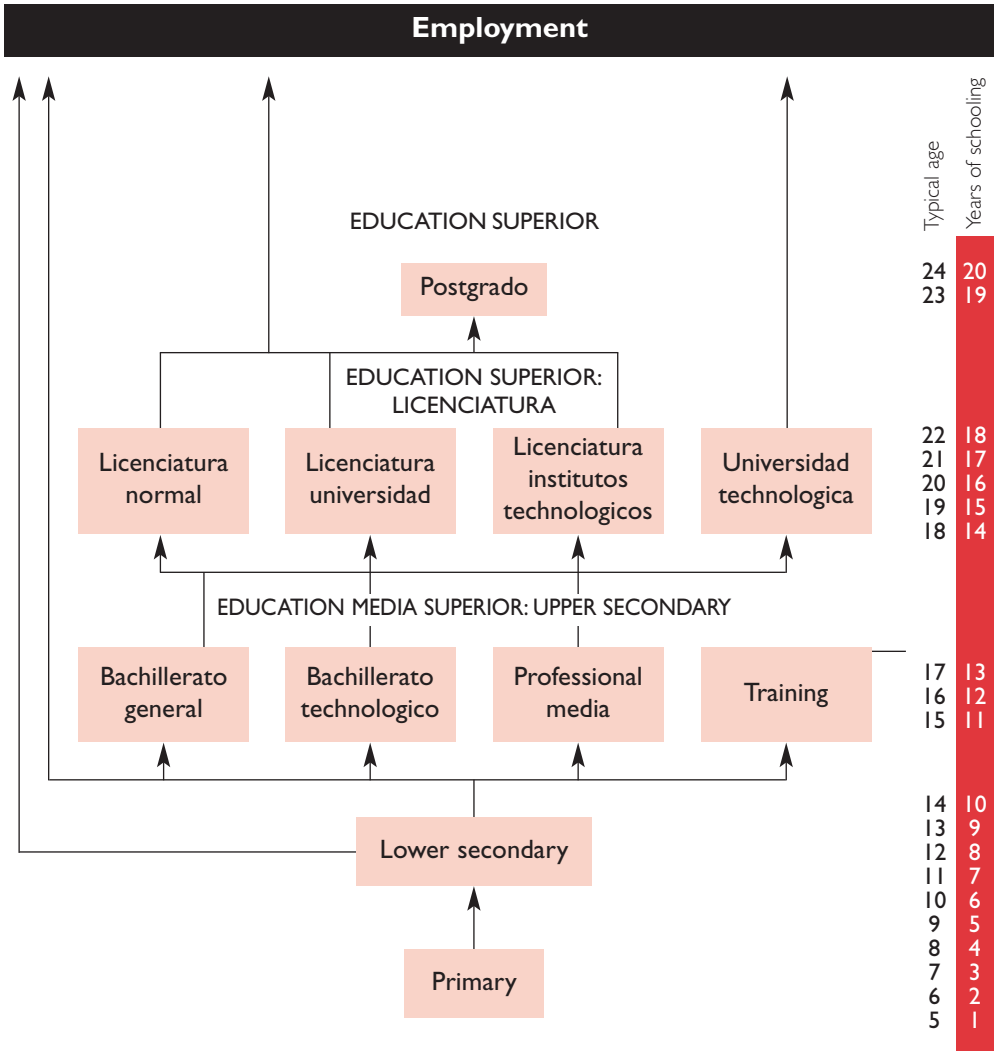 Employment
Typical age
Years of schooling
EDUCATION SUPERIOR
Postgrado
24 20
23 19
EDUCATION SUPERIOR:
LICENCIATURA
Licenciatura
normal
Licenciatura
universidad
Licenciatura
institutos
technologicos
Universidad
technologica
22 18
21 17
20 16
19 15
18 14
EDUCATION MEDIA SUPERIOR: UPPER SECONDARY
Bachillerato
general
Bachillerato
technologico
Professional
media
Training
17 13
16 12
15 11
Lower secondary
14 10
13 9
12 8
11 7
10 6
9 5
8 4
7 3
6 2
5 1
Primary